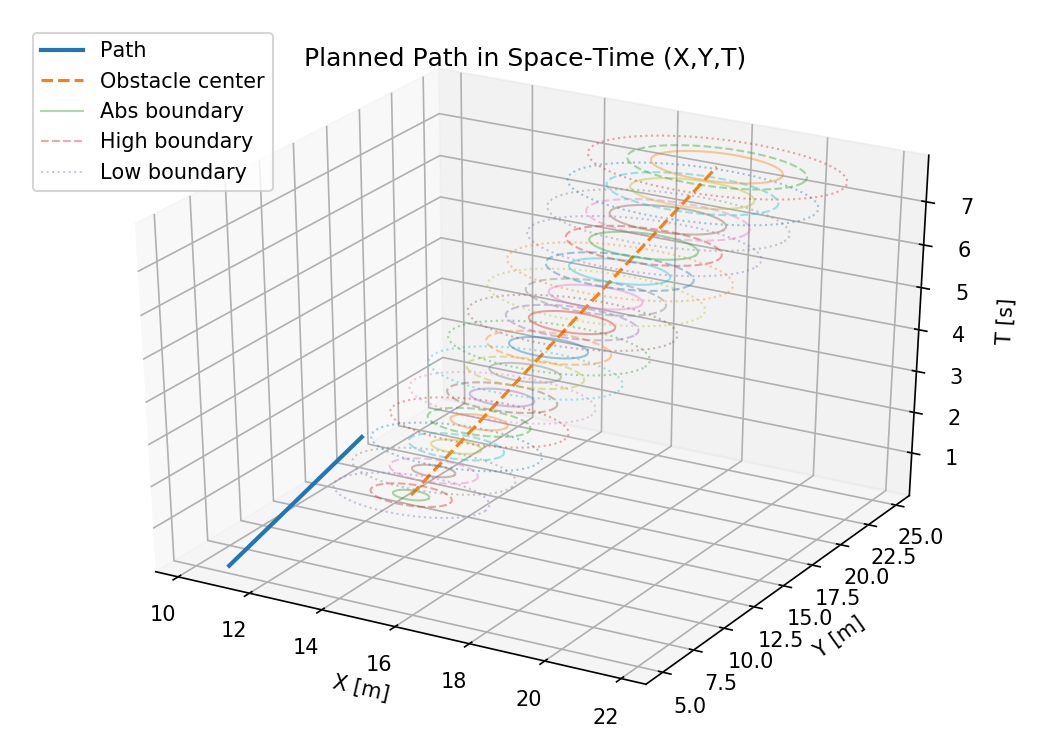 Planned Path in Space-Time (X,Y,T)
Path
Obstacle center
Abs boundary
High boundary
Low boundary
7
6
5
4
3
2
1
T [s]
25.0
22.5
20.0
17.5
15.0
12.5
10.0
7.5
5.0
Y [m]
10
12
14
16
18
20
22
X [m]